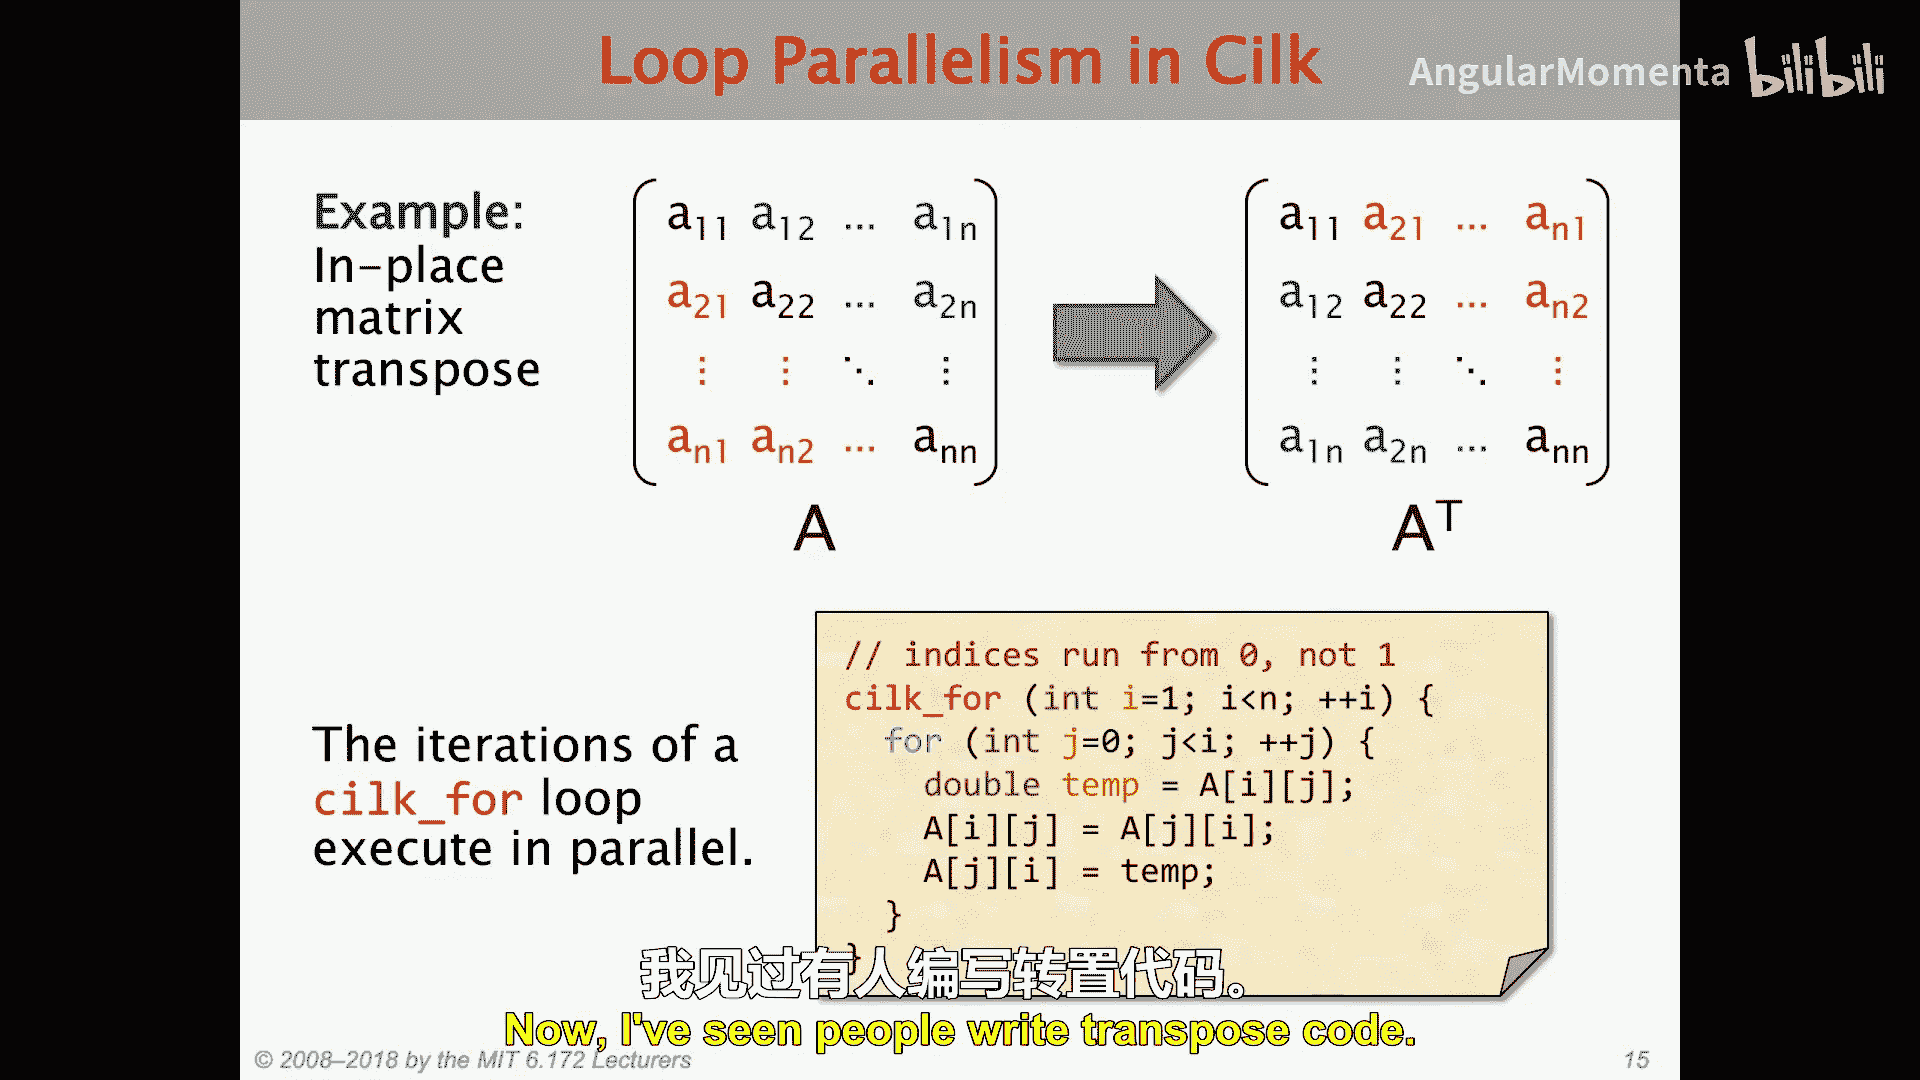 Loop Parallelism in Cilk
AngularMomenta bilibili
Example:
In-place
matrix
transpose
a11 a12 … a1n
a21 a22 … a2n
⋮ ⋮ ⋱ ⋮
an1 an2 … ann
A
a11 a21 … an1
a12 a22 … an2
⋮ ⋮ ⋱ ⋮
a1n a2n … ann
Aᵀ
The iterations of a
cilk_for loop
execute in parallel.
// indices run from 0, not 1
cilk_for (int i=1; i<n; ++i) {
for (int j=0; j<i; ++j) {
double temp = A[i][j];
A[i][j] = A[j][i];
A[j][i] = temp;
}
}
我见过有人编写转置代码。
Now, I've seen people write transpose code.
© 2008–2018 by the MIT 6.172 Lecturers
15